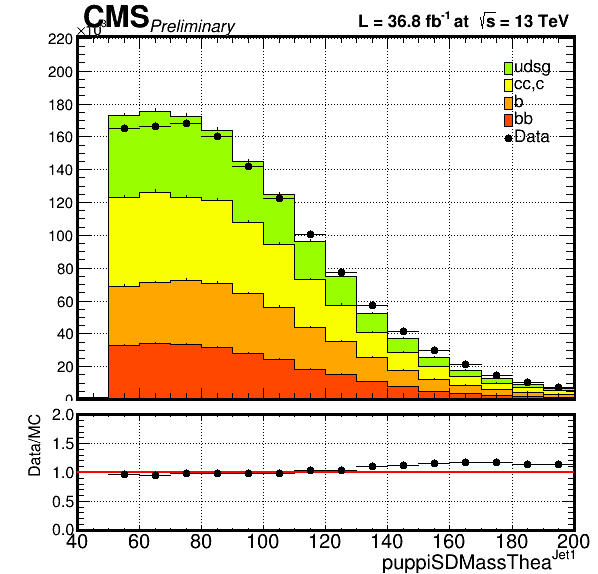 CMS Preliminary L = 36.8 fb-1 at √s = 13 TeV
220
200
180
160
140
120
100
80
60
40
20
0
udsg
cc,c
b
bb
Data
Data/MC
2.0
1.5
1.0
0.5
0.0
40 60 80 100 120 140 160 180 200
puppiSDMassThea Jet1